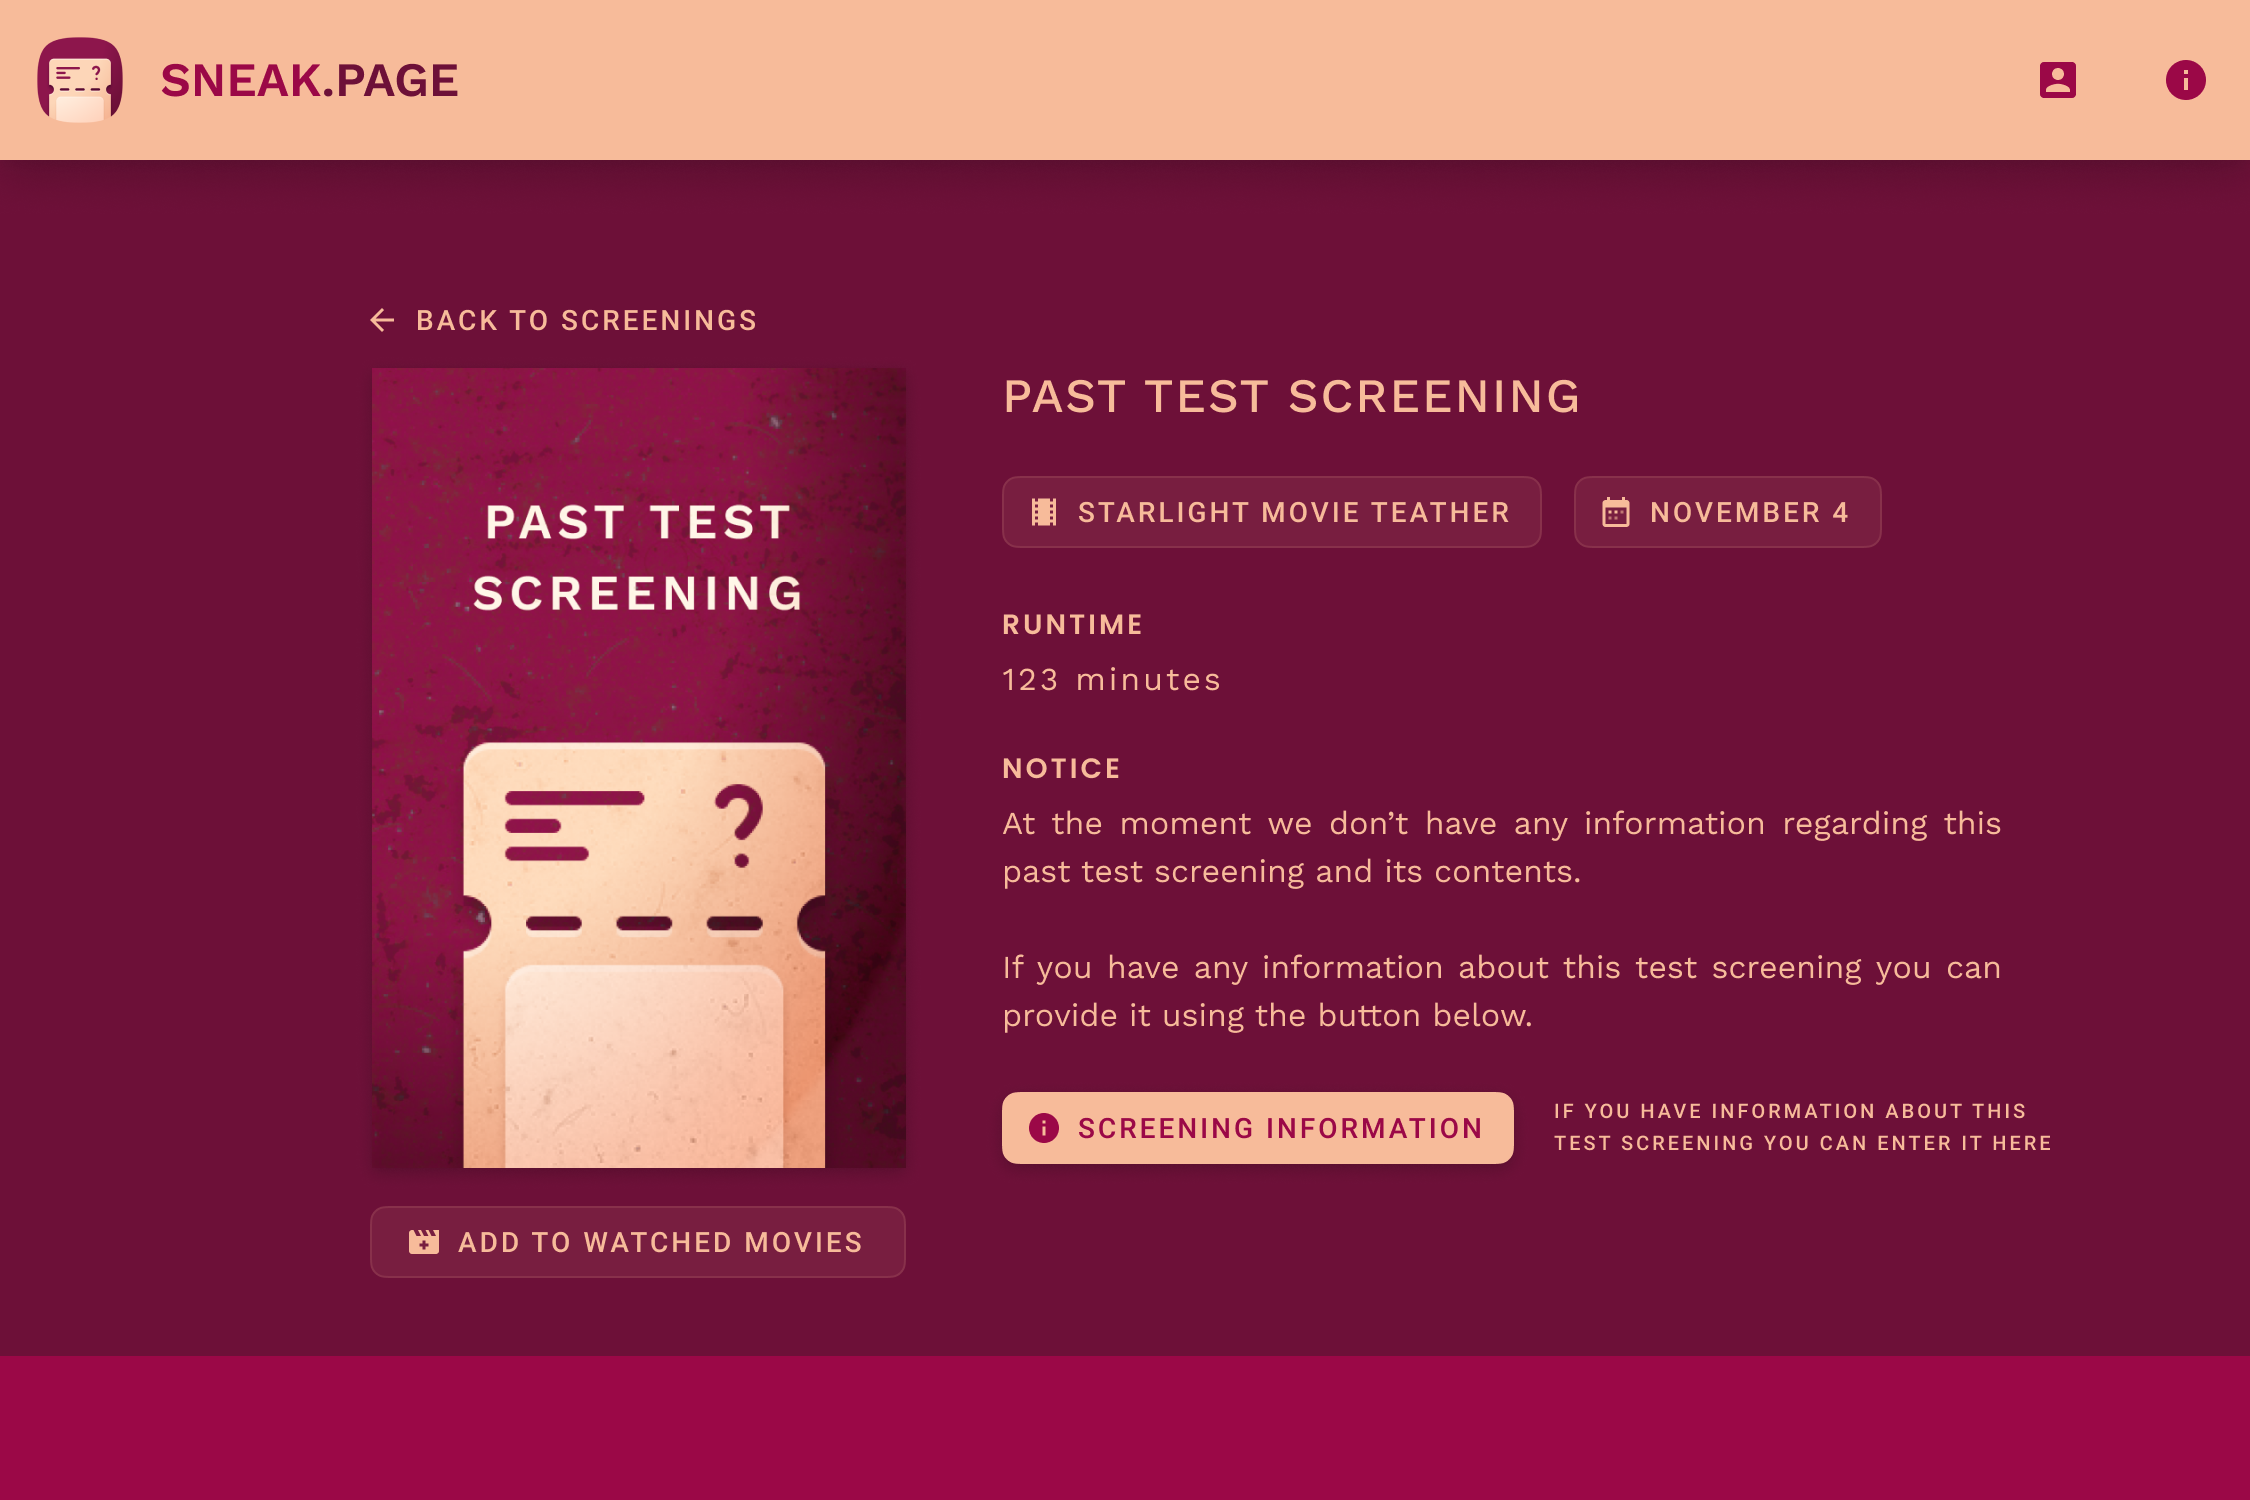 SNEAK.PAGE
BACK TO SCREENINGS
PAST TEST
SCREENING
ADD TO WATCHED MOVIES
PAST TEST SCREENING
STARLIGHT MOVIE TEATHER
NOVEMBER 4
RUNTIME
123 minutes
NOTICE
At the moment we don’t have any information regarding this
past test screening and its contents.
If you have any information about this test screening you can
provide it using the button below.
SCREENING INFORMATION
IF YOU HAVE INFORMATION ABOUT THIS
TEST SCREENING YOU CAN ENTER IT HERE